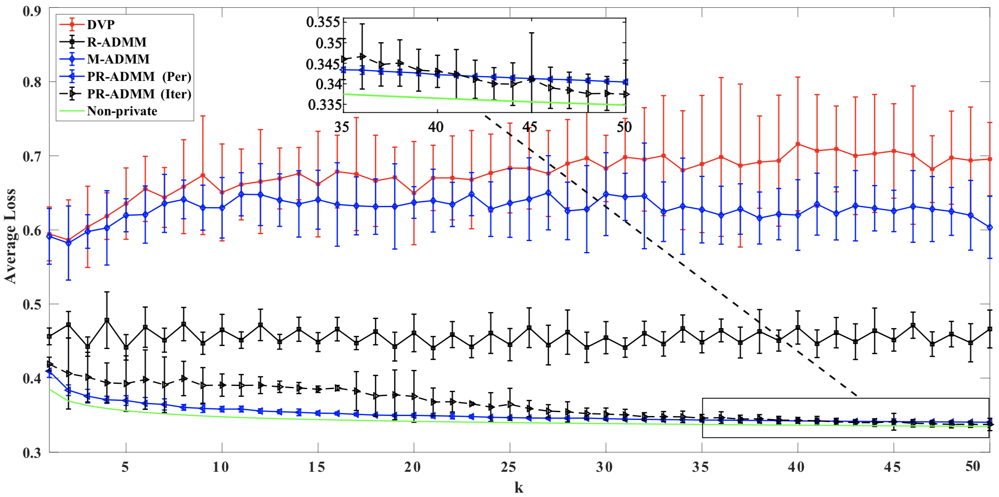 0.9
0.8
0.7
0.6
0.5
0.4
0.3
Average Loss
DVP
R-ADMM
M-ADMM
PR-ADMM (Per)
PR-ADMM (Iter)
Non-private
0.355
0.35
0.345
0.34
0.335
35 40 45 50
5 10 15 20 25 30 35 40 45 50
k